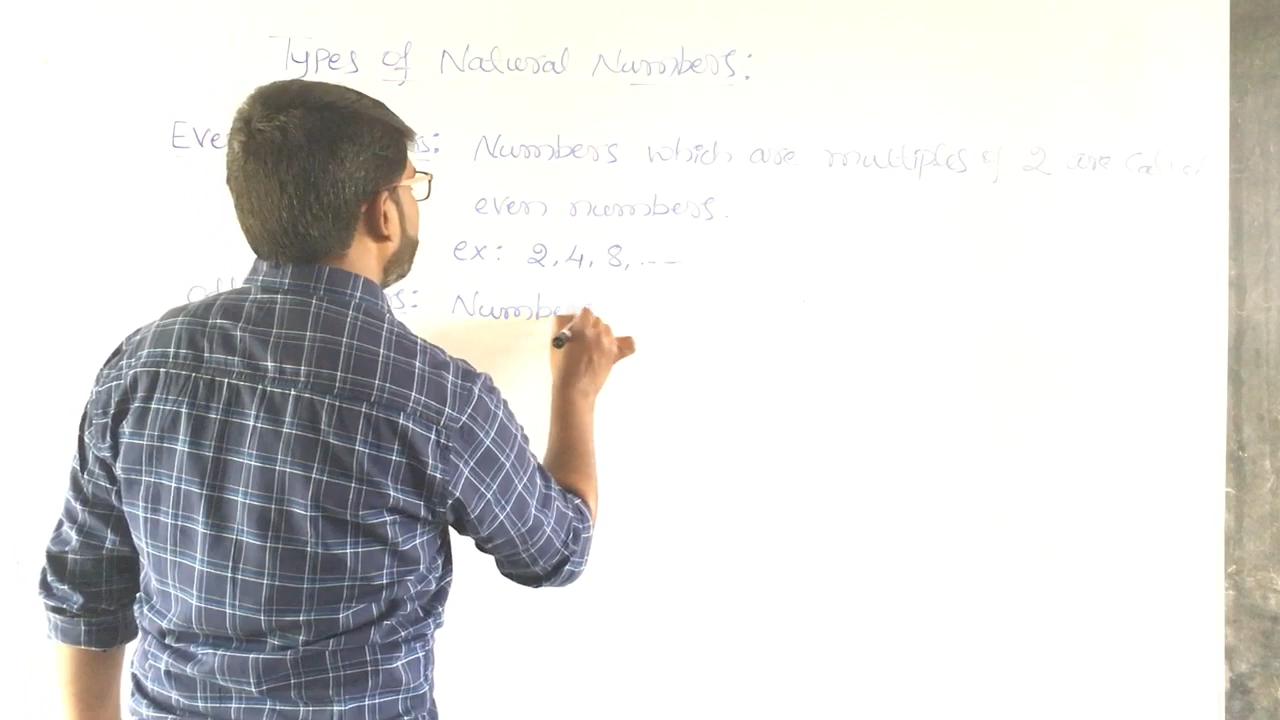 Types of Natural Numbers:
Eve s: Numbers which are multiples of 2 are called
even numbers.
ex: 2, 4, 8, ----
s: Numbe